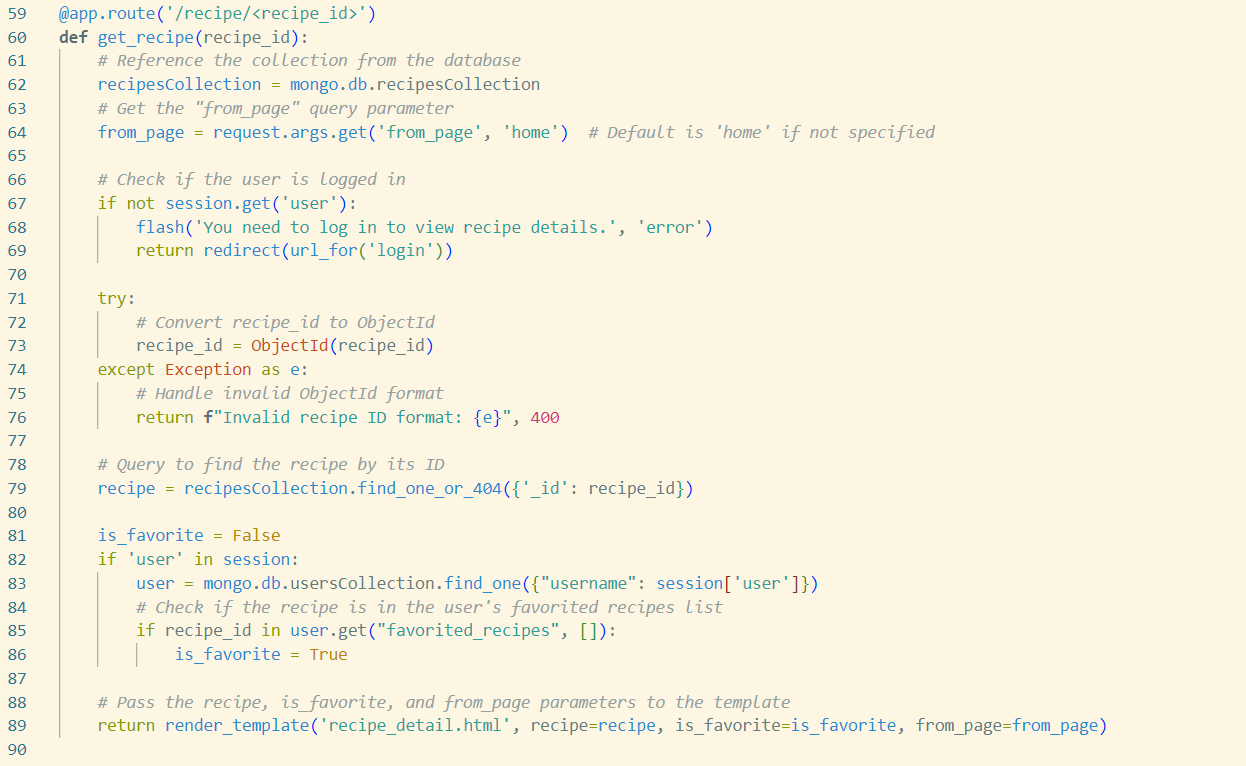 59 @app.route('/recipe/<recipe_id>')
60 def get_recipe(recipe_id):
61     # Reference the collection from the database
62     recipesCollection = mongo.db.recipesCollection
63     # Get the "from_page" query parameter
64     from_page = request.args.get('from_page', 'home')  # Default is 'home' if not specified
65
66     # Check if the user is logged in
67     if not session.get('user'):
68         flash('You need to log in to view recipe details.', 'error')
69         return redirect(url_for('login'))
70
71     try:
72         # Convert recipe_id to ObjectId
73         recipe_id = ObjectId(recipe_id)
74     except Exception as e:
75         # Handle invalid ObjectId format
76         return f"Invalid recipe ID format: {e}", 400
77
78     # Query to find the recipe by its ID
79     recipe = recipesCollection.find_one_or_404({'_id': recipe_id})
80
81     is_favorite = False
82     if 'user' in session:
83         user = mongo.db.usersCollection.find_one({"username": session['user']})
84         # Check if the recipe is in the user's favorited recipes list
85         if recipe_id in user.get("favorited_recipes", []):
86             is_favorite = True
87
88     # Pass the recipe, is_favorite, and from_page parameters to the template
89     return render_template('recipe_detail.html', recipe=recipe, is_favorite=is_favorite, from_page=from_page)
90